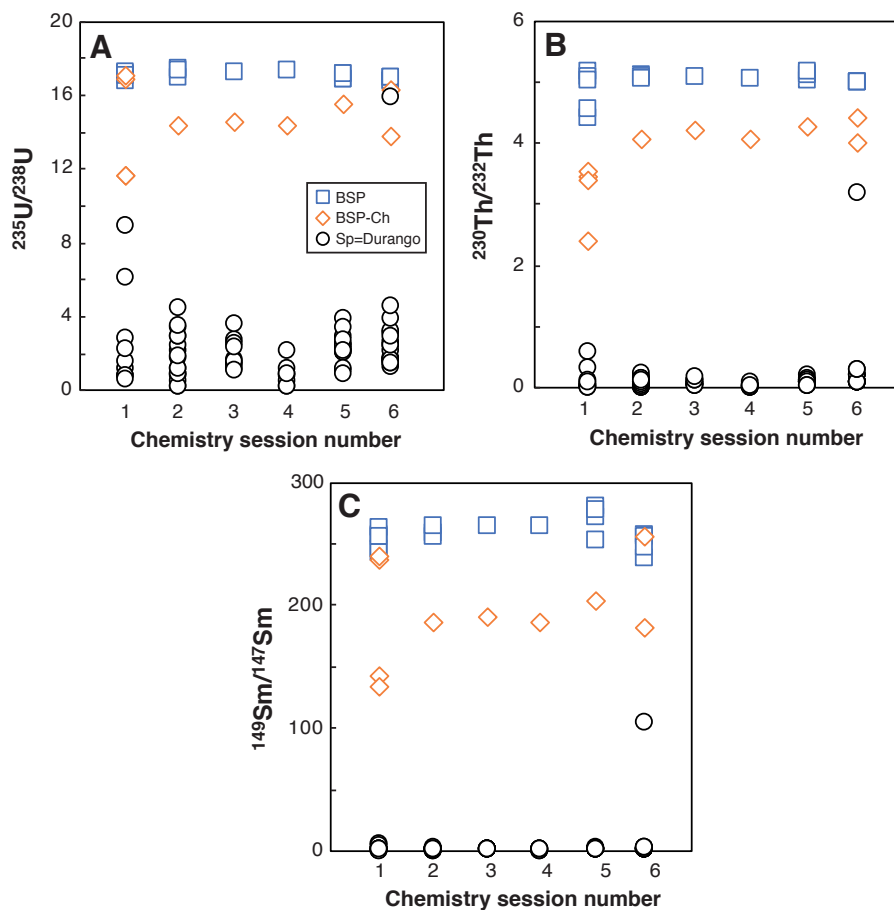 A
20
16
12
8
4
0
²³⁵U/²³⁸U
BSP
BSP-Ch
Sp=Durango
1 2 3 4 5 6
Chemistry session number
B
6
4
2
0
²³⁰Th/²³²Th
1 2 3 4 5 6
Chemistry session number
C
300
200
100
0
¹⁴⁹Sm/¹⁴⁷Sm
1 2 3 4 5 6
Chemistry session number